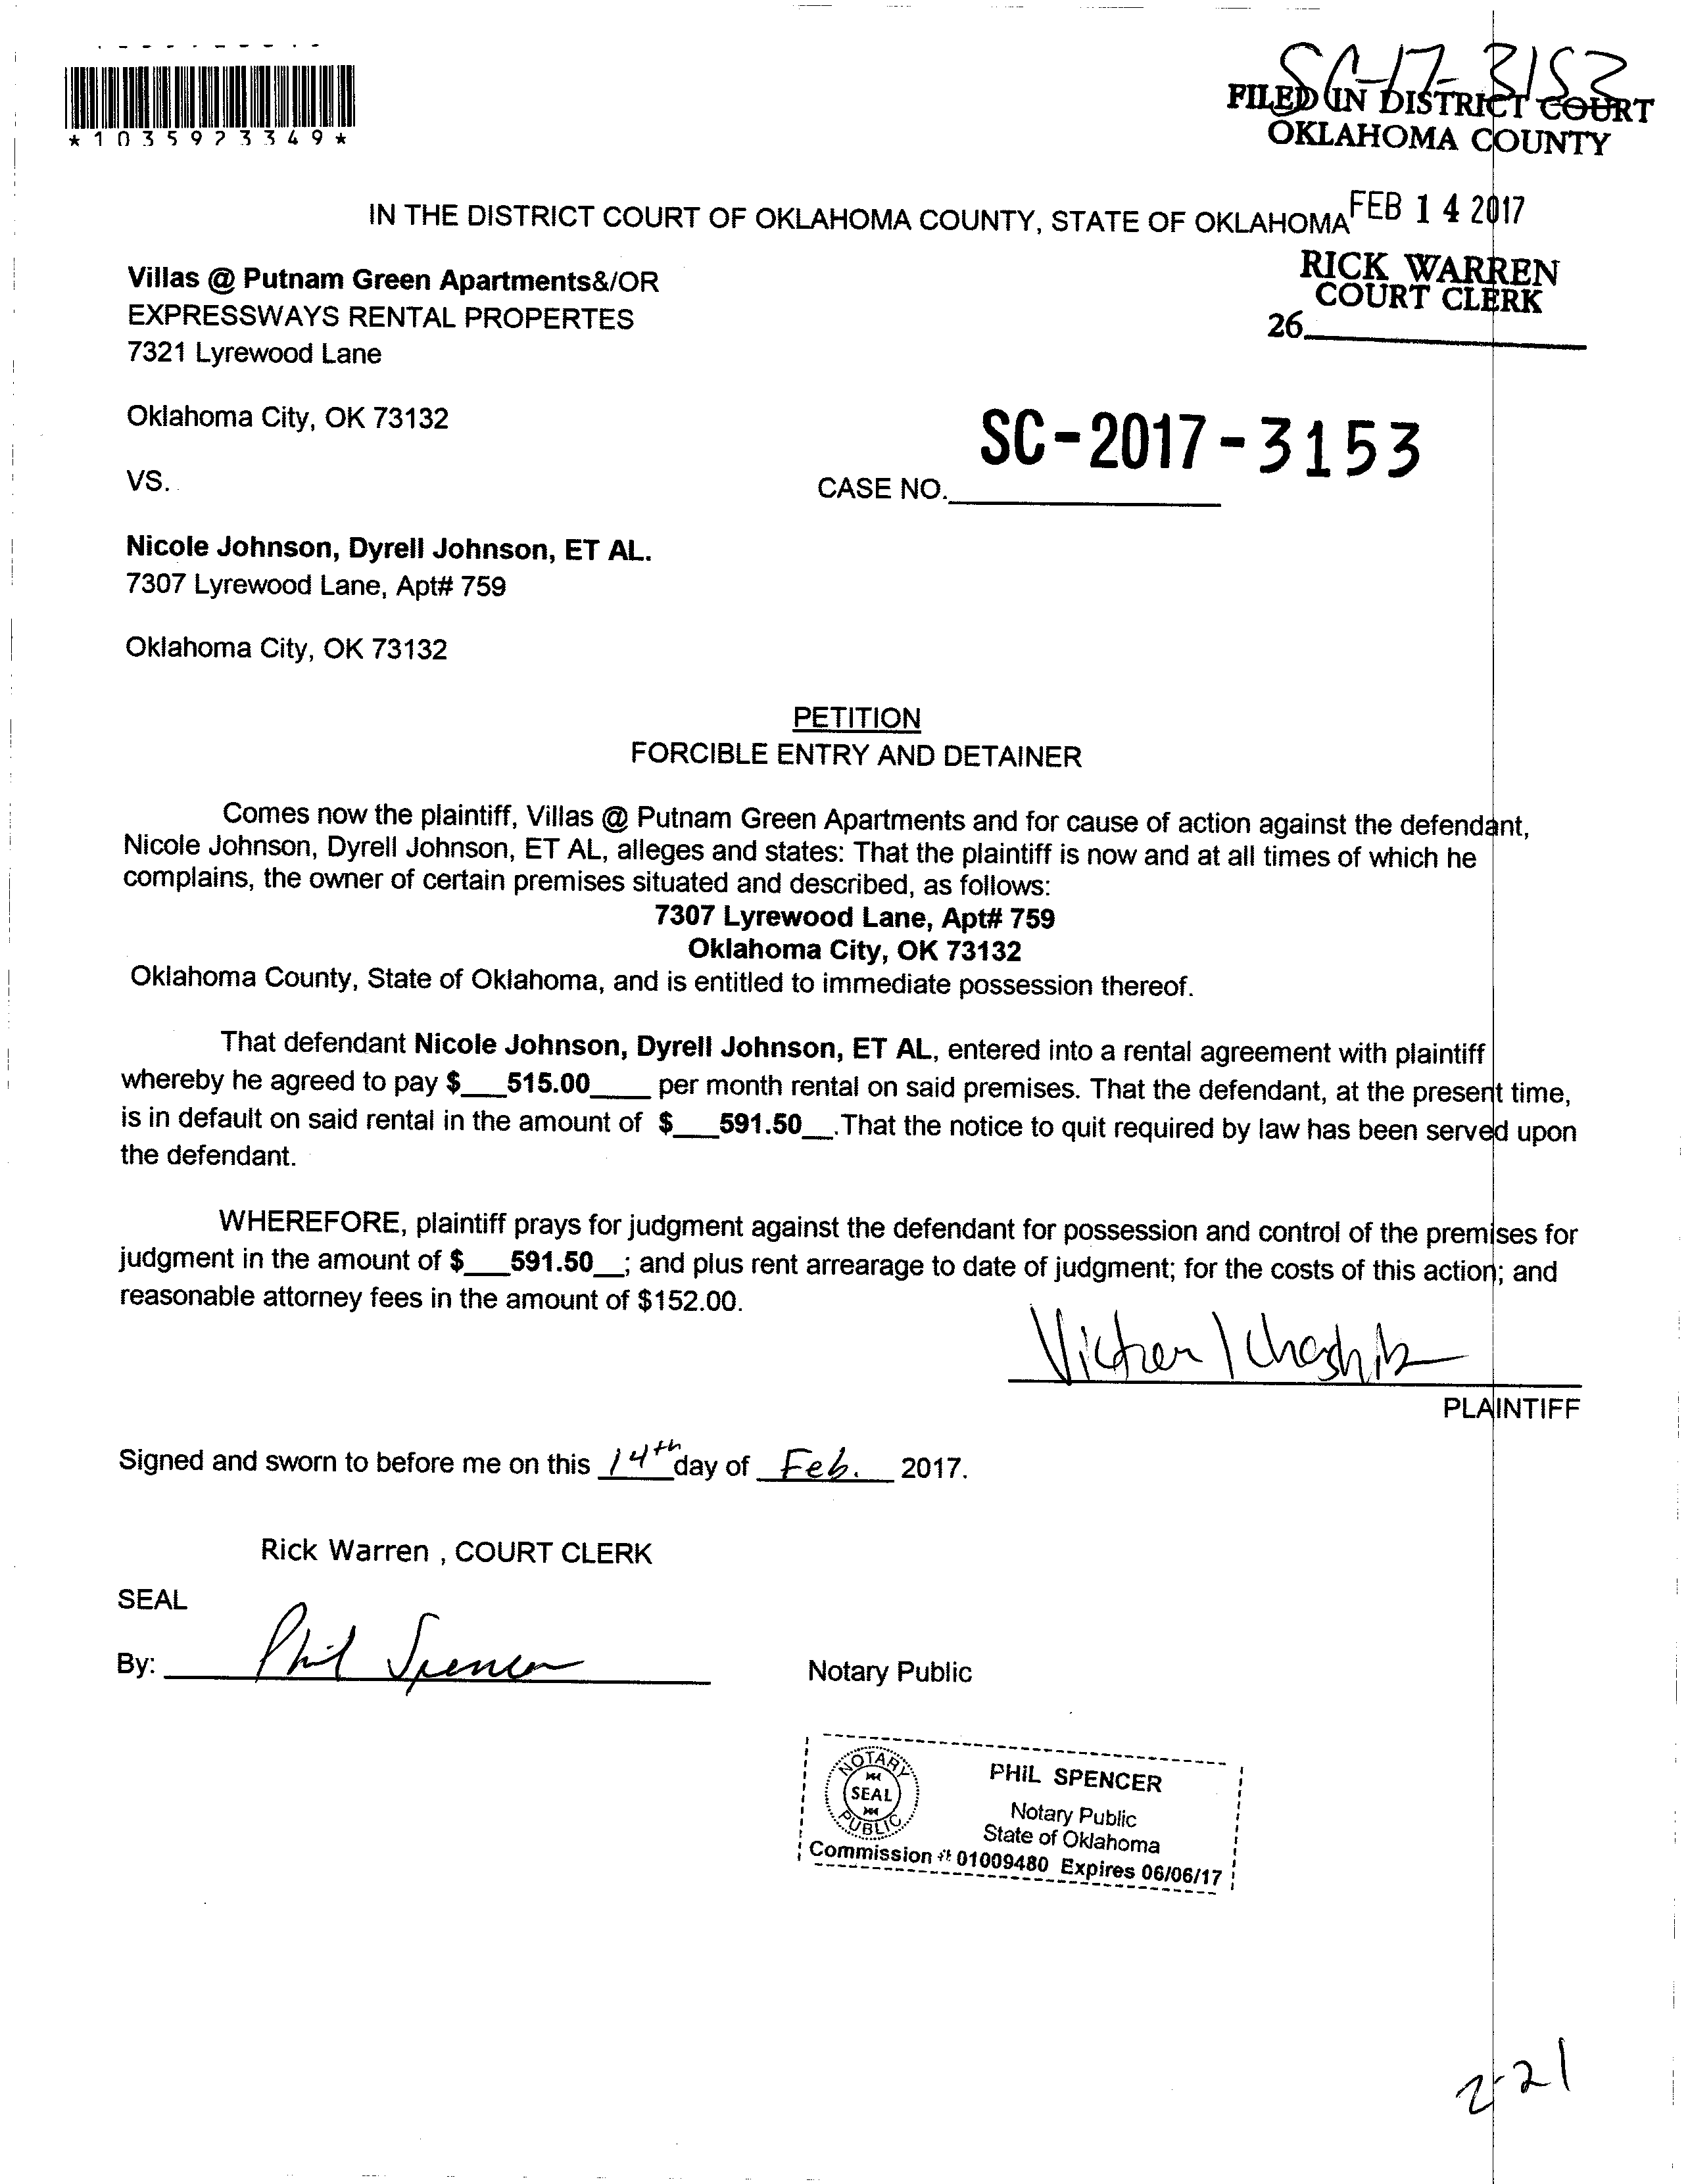 SC-17-3153
*1035923349*
FILED IN DISTRICT COURT
OKLAHOMA COUNTY
IN THE DISTRICT COURT OF OKLAHOMA COUNTY, STATE OF OKLAHOMA
FEB 14 2017
RICK WARREN
COURT CLERK
26
Villas @ Putnam Green Apartments&/OR
EXPRESSWAYS RENTAL PROPERTES
7321 Lyrewood Lane
Oklahoma City, OK 73132
SC-2017-3153
VS.
CASE NO.
Nicole Johnson, Dyrell Johnson, ET AL.
7307 Lyrewood Lane, Apt# 759
Oklahoma City, OK 73132
PETITION
FORCIBLE ENTRY AND DETAINER
Comes now the plaintiff, Villas @ Putnam Green Apartments and for cause of action against the defendant,
Nicole Johnson, Dyrell Johnson, ET AL, alleges and states: That the plaintiff is now and at all times of which he
complains, the owner of certain premises situated and described, as follows:
7307 Lyrewood Lane, Apt# 759
Oklahoma City, OK 73132
Oklahoma County, State of Oklahoma, and is entitled to immediate possession thereof.
That defendant Nicole Johnson, Dyrell Johnson, ET AL, entered into a rental agreement with plaintiff
whereby he agreed to pay $___515.00____ per month rental on said premises. That the defendant, at the present time,
is in default on said rental in the amount of $___591.50__.That the notice to quit required by law has been served upon
the defendant.
WHEREFORE, plaintiff prays for judgment against the defendant for possession and control of the premises for
judgment in the amount of $___591.50__; and plus rent arrearage to date of judgment; for the costs of this action; and
reasonable attorney fees in the amount of $152.00.
PLAINTIFF
Signed and sworn to before me on this 14th day of Feb. 2017.
Rick Warren , COURT CLERK
SEAL
By: Phil Spencer
Notary Public
NOTARY PUBLIC
SEAL
PHIL SPENCER
Notary Public
State of Oklahoma
Commission # 01009480 Expires 06/06/17
2-21